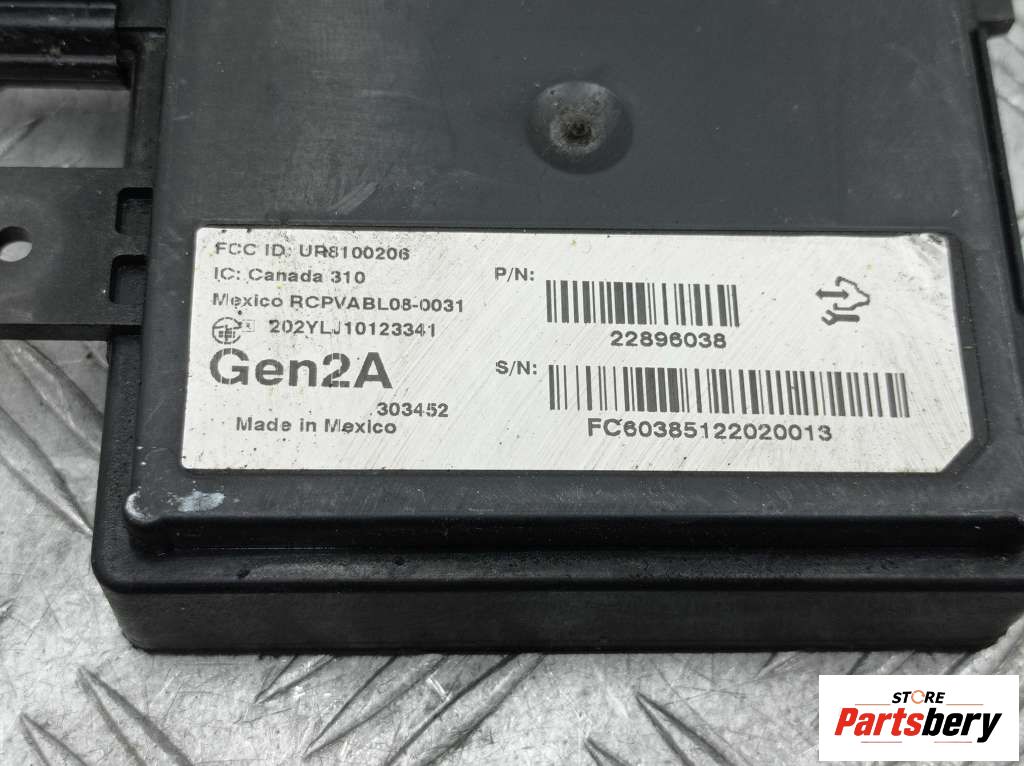 FCC ID: UR8100206
IC: Canada 310
Mexico RCPVABL08-0031
202YLJ10123341
Gen2A
303452
Made in Mexico
P/N:
22896038
S/N:
FC60385122020013
STORE
Partsbery